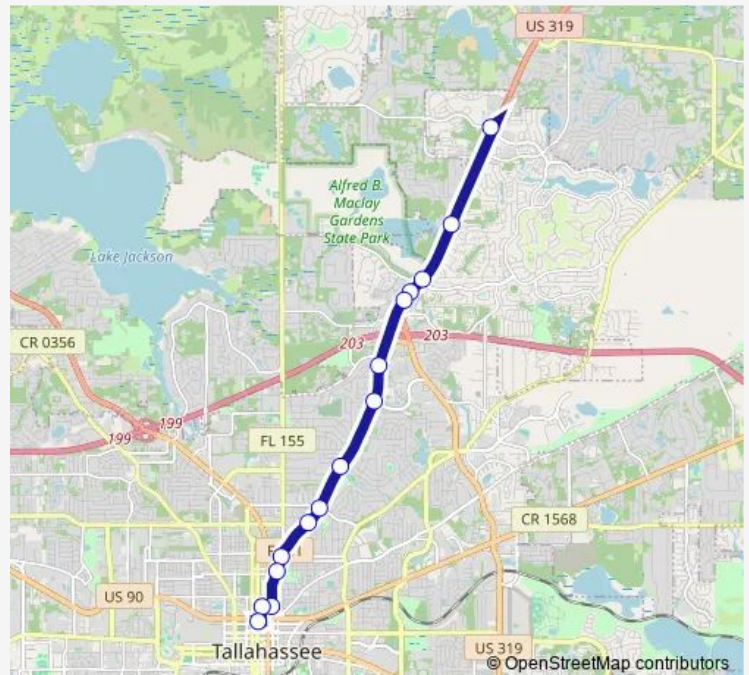 US 319
Alfred B.
Maclay
Gardens
State Park
Lake Jackson
203
203
CR 0356
199
199
FL 155
CR 1568
US 90
Tallahassee
US 319
© OpenStreetMap contributors